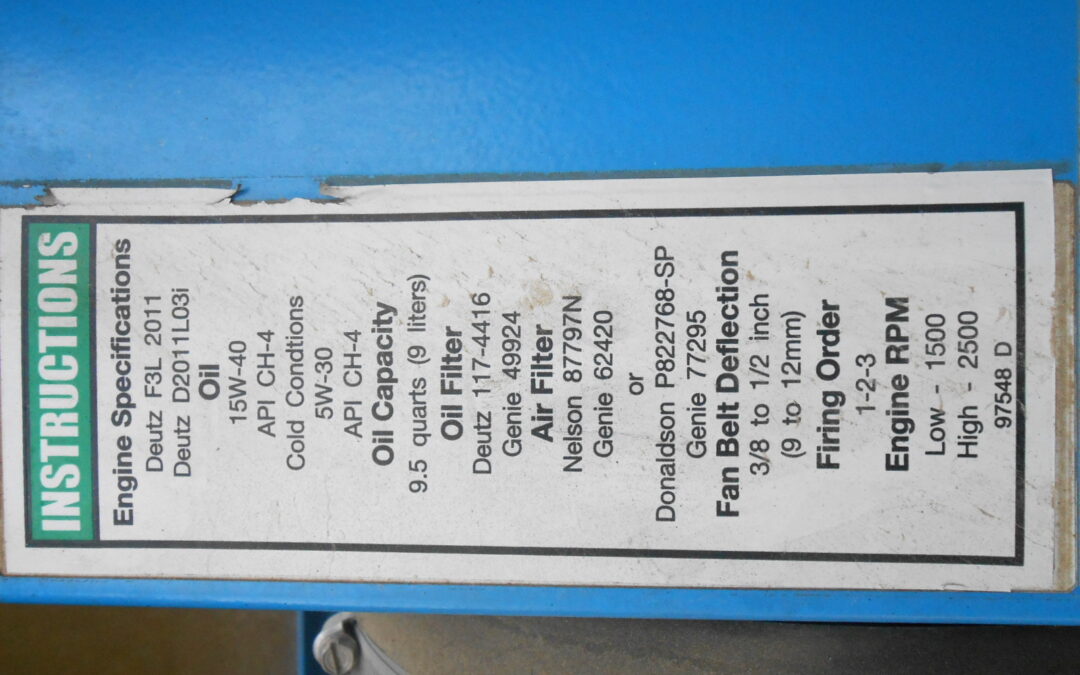 INSTRUCTIONS
Engine Specifications
Deutz F3L 2011
Deutz D2011L03i
Oil
15W-40
API CH-4
Cold Condtions
5W-30
API CH-4
Oil Capacity
9.5 quarts (9 liters)
Oil Filter
Deutz 117-4416
Genie 49924
Air Filter
Nelson 87797N
Genie 62420
or
Donaldson P822768-SP
Genie 77295
Fan Belt Deflection
3/8 to 1/2 inch
(9 to 12mm)
Firing Order
1-2-3
Engine RPM
Low - 1500
High - 2500
97548 D